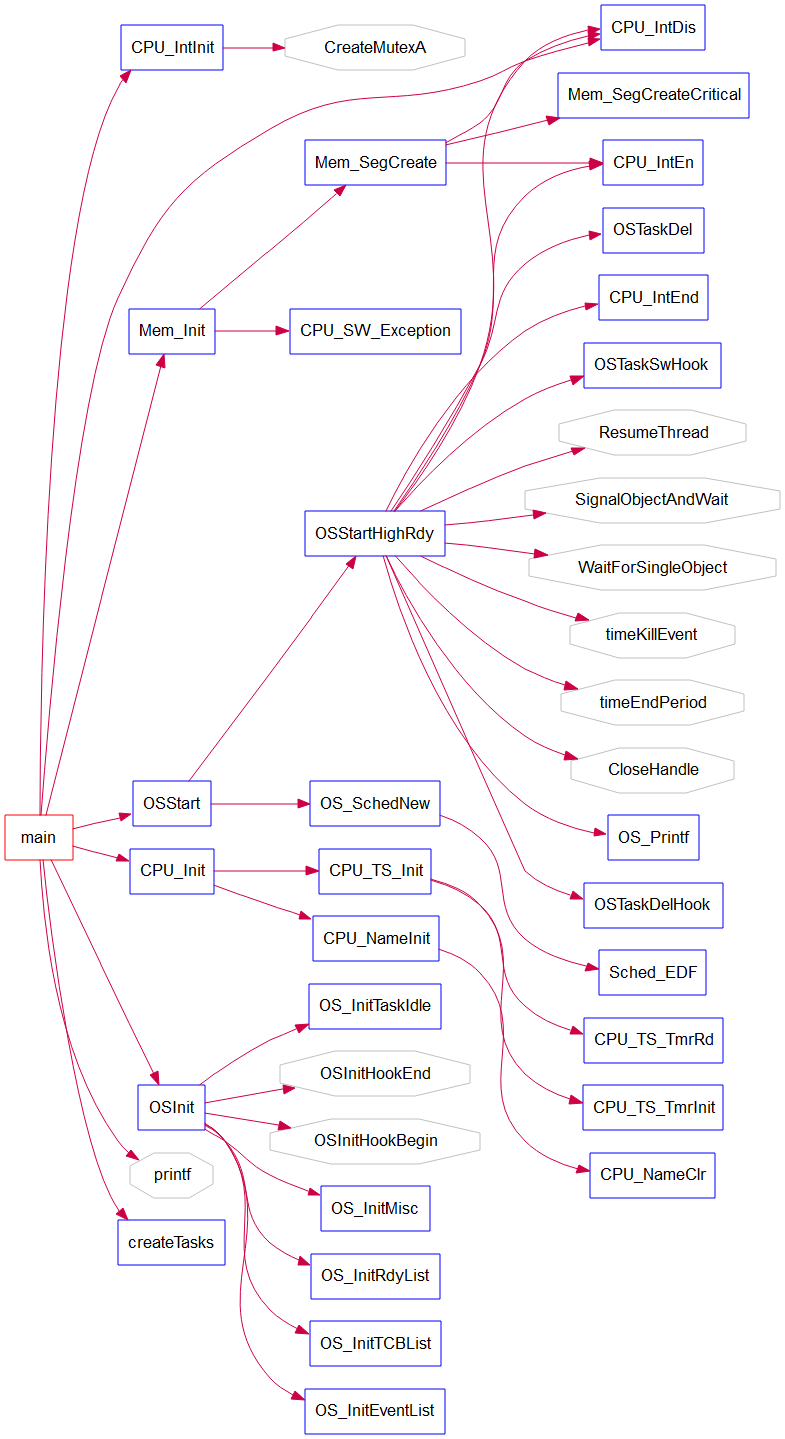 CPU_IntInit
CreateMutexA
CPU_IntDis
Mem_SegCreateCritical
Mem_SegCreate
CPU_IntEn
OSTaskDel
CPU_IntEnd
Mem_Init
CPU_SW_Exception
OSTaskSwHook
ResumeThread
SignalObjectAndWait
OSStartHighRdy
WaitForSingleObject
timeKillEvent
timeEndPeriod
CloseHandle
OSStart
OS_SchedNew
main
OS_Printf
CPU_Init
CPU_TS_Init
OSTaskDelHook
CPU_NameInit
Sched_EDF
OS_InitTaskIdle
CPU_TS_TmrRd
OSInitHookEnd
OSInit
CPU_TS_TmrInit
OSInitHookBegin
printf
CPU_NameClr
OS_InitMisc
createTasks
OS_InitRdyList
OS_InitTCBList
OS_InitEventList